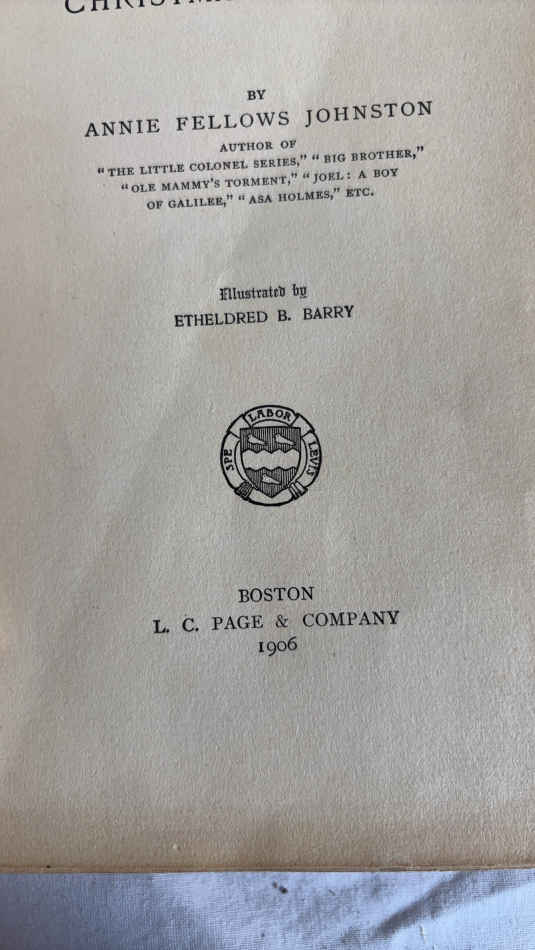 BY
ANNIE FELLOWS JOHNSTON
AUTHOR OF
"THE LITTLE COLONEL SERIES," "BIG BROTHER,"
"OLE MAMMY'S TORMENT," "JOEL: A BOY
OF GALILEE," "ASA HOLMES," ETC.
Illustrated by
ETHELDRED B. BARRY
SPE LABOR LEVIS
BOSTON
L. C. PAGE & COMPANY
1906